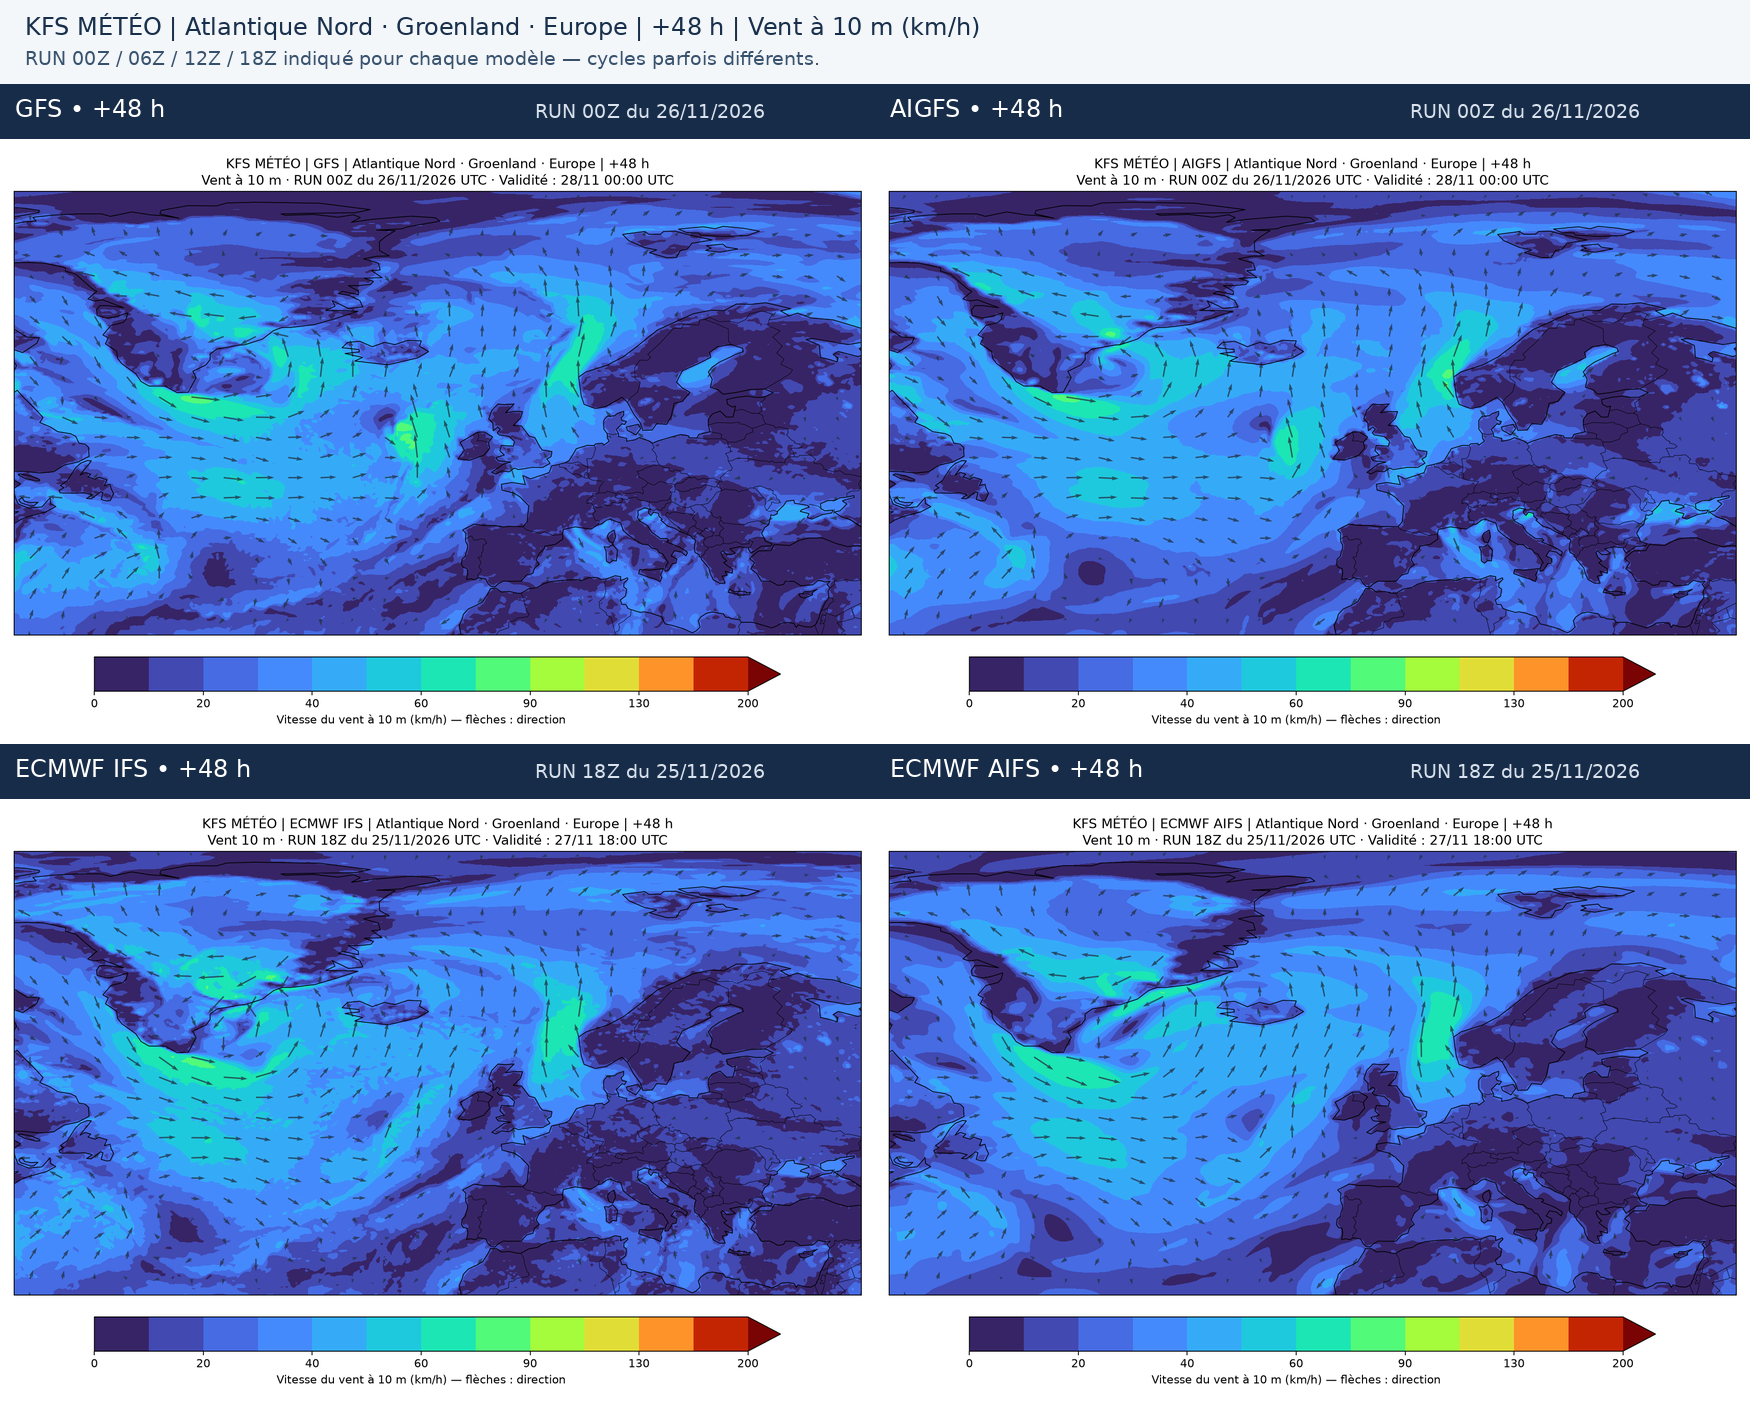 KFS MÉTÉO | Atlantique Nord · Groenland · Europe | +48 h | Vent à 10 m (km/h)
RUN 00Z / 06Z / 12Z / 18Z indiqué pour chaque modèle — cycles parfois différents.
GFS • +48 h
RUN 00Z du 26/11/2026
KFS MÉTÉO | GFS | Atlantique Nord · Groenland · Europe | +48 h
Vent à 10 m · RUN 00Z du 26/11/2026 UTC · Validité : 28/11 00:00 UTC
0 20 40 60 90 130 200
Vitesse du vent à 10 m (km/h) — flèches : direction
AIGFS • +48 h
RUN 00Z du 26/11/2026
KFS MÉTÉO | AIGFS | Atlantique Nord · Groenland · Europe | +48 h
Vent à 10 m · RUN 00Z du 26/11/2026 UTC · Validité : 28/11 00:00 UTC
0 20 40 60 90 130 200
Vitesse du vent à 10 m (km/h) — flèches : direction
ECMWF IFS • +48 h
RUN 18Z du 25/11/2026
KFS MÉTÉO | ECMWF IFS | Atlantique Nord · Groenland · Europe | +48 h
Vent 10 m · RUN 18Z du 25/11/2026 UTC · Validité : 27/11 18:00 UTC
0 20 40 60 90 130 200
Vitesse du vent à 10 m (km/h) — flèches : direction
ECMWF AIFS • +48 h
RUN 18Z du 25/11/2026
KFS MÉTÉO | ECMWF AIFS | Atlantique Nord · Groenland · Europe | +48 h
Vent 10 m · RUN 18Z du 25/11/2026 UTC · Validité : 27/11 18:00 UTC
0 20 40 60 90 130 200
Vitesse du vent à 10 m (km/h) — flèches : direction